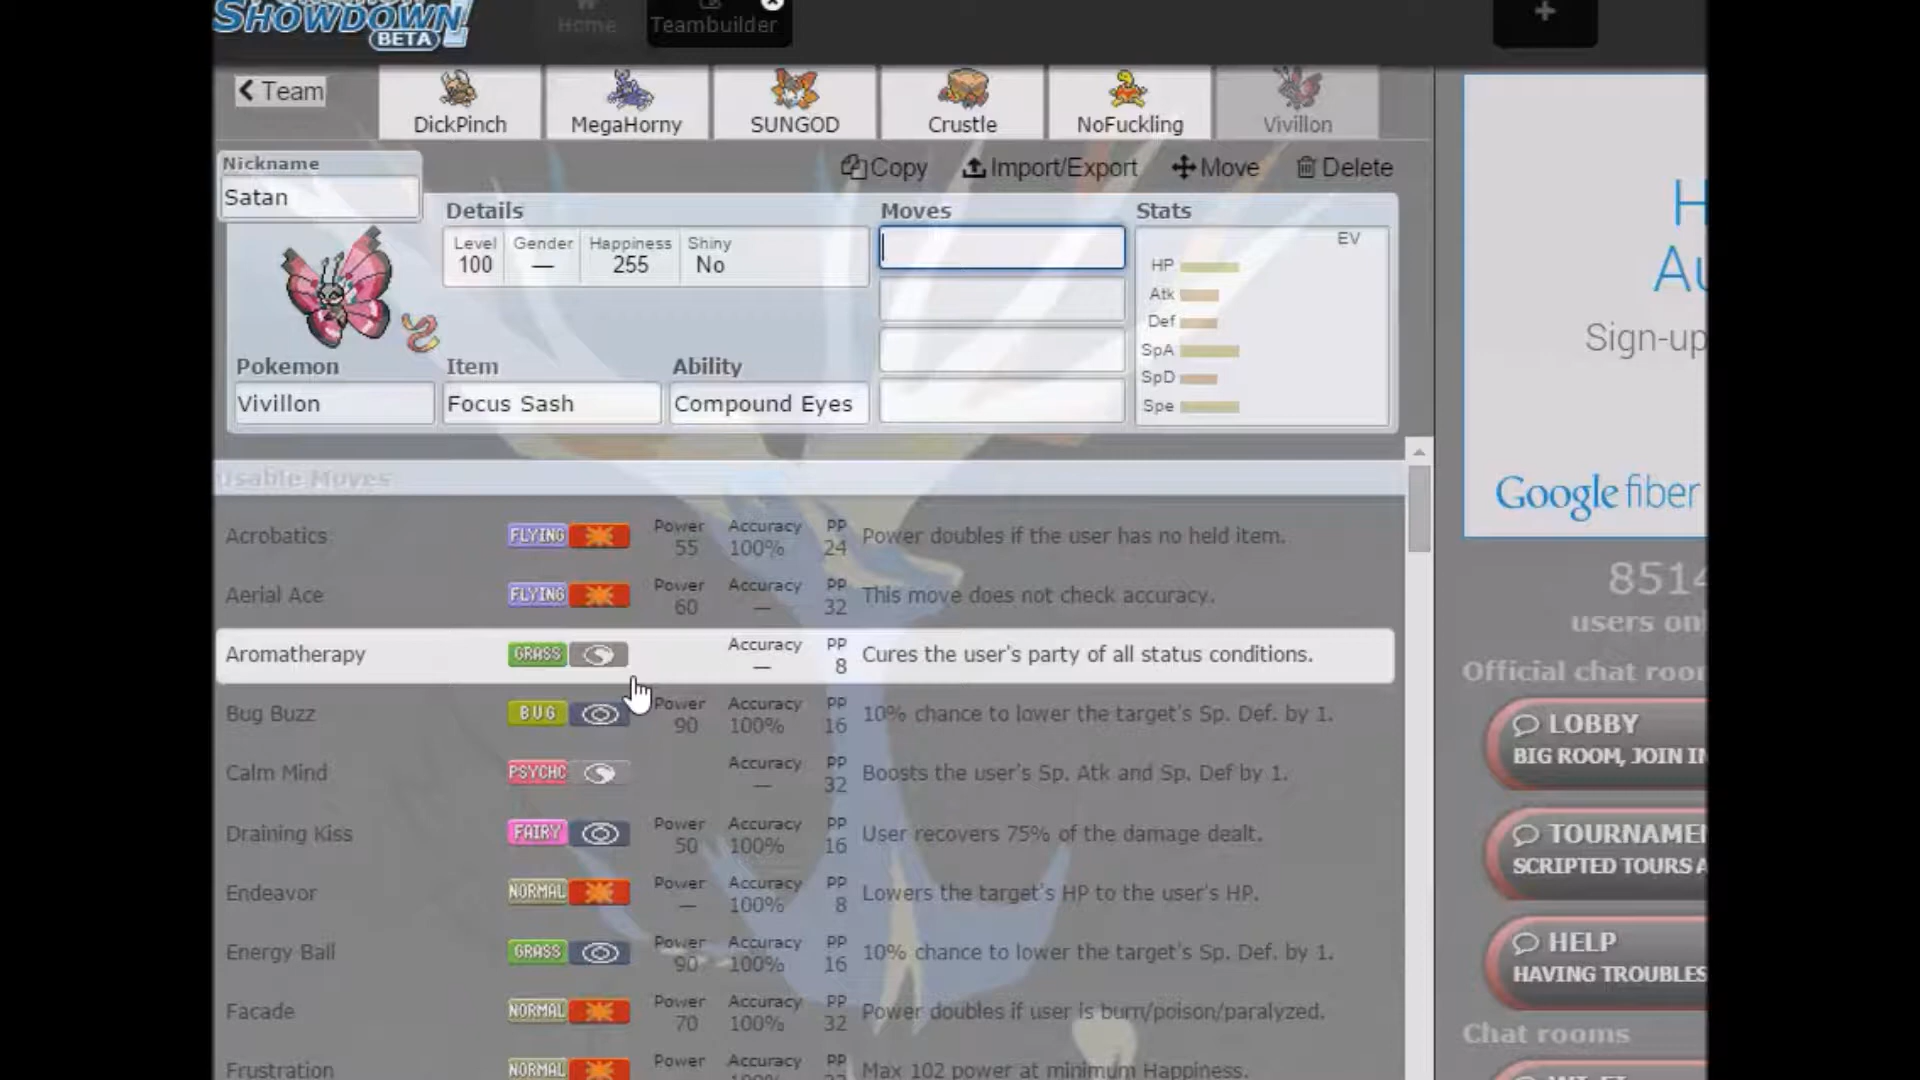 SHOWDOWN!
BETA
Home
Teambuilder
Team
DickPinch
MegaHorny
SUNGOD
Crustle
NoFuckling
Vivillon
Nickname
Satan
Copy
Import/Export
Move
Delete
Details
Level
100
Gender
—
Happiness
255
Shiny
No
Moves
Stats
EV
HP
Atk
Def
SpA
SpD
Spe
Pokemon
Vivillon
Item
Focus Sash
Ability
Compound Eyes
Usable Moves
Acrobatics FLYING Power 55 Accuracy 100% PP 24 Power doubles if the user has no held item.
Aerial Ace FLYING Power 60 Accuracy — PP 32 This move does not check accuracy.
Aromatherapy GRASS Accuracy — PP 8 Cures the user's party of all status conditions.
Bug Buzz BUG Power 90 Accuracy 100% PP 16 10% chance to lower the target's Sp. Def. by 1.
Calm Mind PSYCHC Accuracy — PP 32 Boosts the user's Sp. Atk and Sp. Def by 1.
Draining Kiss FAIRY Power 50 Accuracy 100% PP 16 User recovers 75% of the damage dealt.
Endeavor NORMAL Power — Accuracy 100% PP 8 Lowers the target's HP to the user's HP.
Energy Ball GRASS Power 90 Accuracy 100% PP 16 10% chance to lower the target's Sp. Def. by 1.
Facade NORMAL Power 70 Accuracy 100% PP 32 Power doubles if user is burn/poison/paralyzed.
Frustration NORMAL Power Accuracy 100% PP Max 102 power at minimum Happiness.
H
Au
Sign-up
Google fiber
8514
users on
Official chat roo
LOBBY
BIG ROOM, JOIN IN
TOURNAME
SCRIPTED TOURS A
HELP
HAVING TROUBLES
Chat rooms